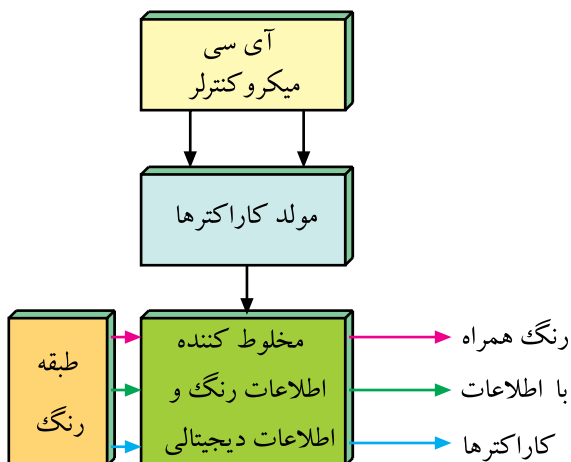 آی سی
میکروکنترلر
مولد کاراکترها
طبقه
رنگ
مخلوط کننده
اطلاعات رنگ و
اطلاعات دیجیتالی
رنگ همراه
با اطلاعات
کاراکترها